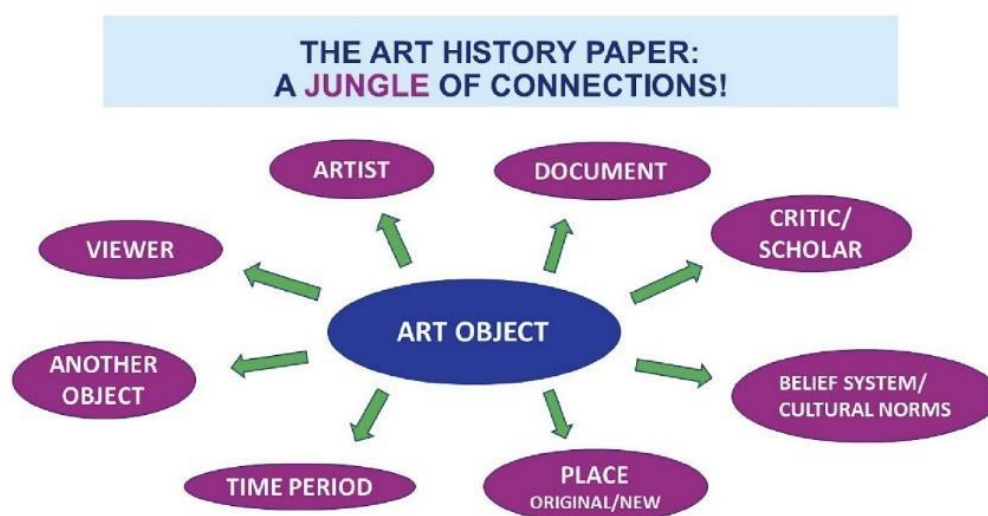 THE ART HISTORY PAPER:
A JUNGLE OF CONNECTIONS!
ARTIST
DOCUMENT
CRITIC/
SCHOLAR
VIEWER
ART OBJECT
ANOTHER
OBJECT
BELIEF SYSTEM/
CULTURAL NORMS
TIME PERIOD
PLACE
ORIGINAL/NEW